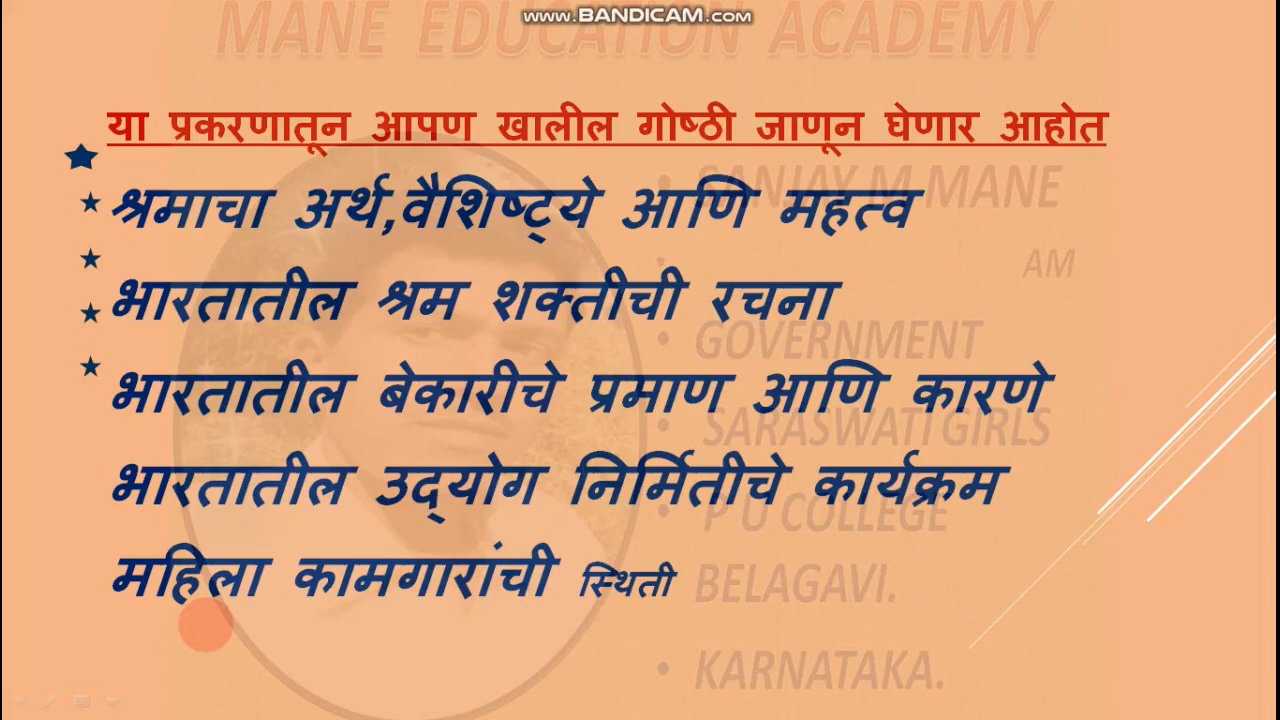 www.BANDICAM.com
MANE EDUCATION ACADEMY
या प्रकरणातून आपण खालील गोष्ठी जाणून घेणार आहोत
• SANJAY M MANE
श्रमाचा अर्थ,वैशिष्ट्ये आणि महत्व
AM
भारतातील श्रम शक्तीची रचना
• GOVERNMENT
भारतातील बेकारीचे प्रमाण आणि कारणे
• SARASWATI GIRLS
भारतातील उद्योग निर्मितीचे कार्यक्रम
• P U COLLEGE
महिला कामगारांची स्थिती
BELAGAVI.
• KARNATAKA.